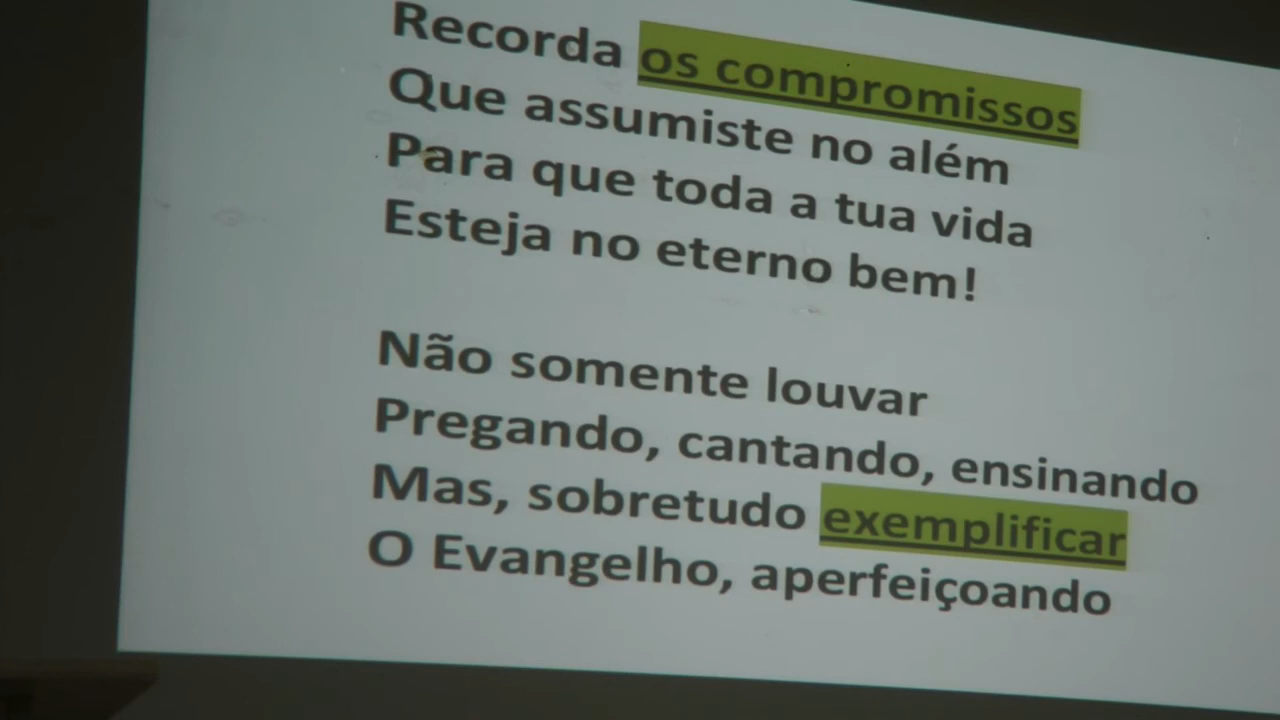 Recorda os compromissos
Que assumiste no além
Para que toda a tua vida
Esteja no eterno bem!
Não somente louvar
Pregando, cantando, ensinando
Mas, sobretudo exemplificar
O Evangelho, aperfeiçoando